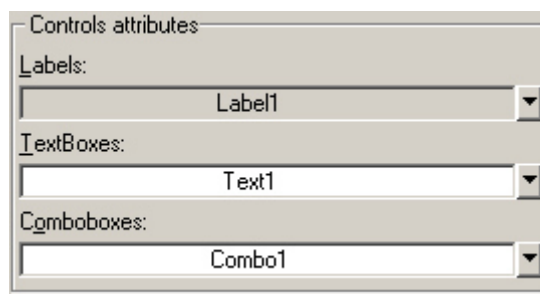 Controls attributes
Labels:
Label1
TextBoxes:
Text1
Comboboxes:
Combo1